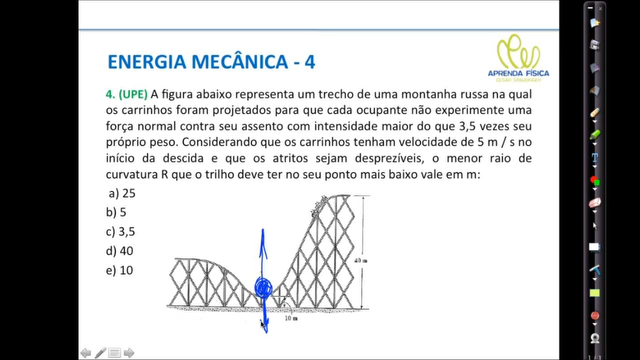 ENERGIA MECÂNICA - 4
APRENDA FÍSICA
4. (UPE) A figura abaixo representa um trecho de uma montanha russa na qual
os carrinhos foram projetados para que cada ocupante não experimente uma
força normal contra seu assento com intensidade maior do que 3,5 vezes seu
próprio peso. Considerando que os carrinhos tenham velocidade de 5 m / s no
início da descida e que os atritos sejam desprezíveis, o menor raio de
curvatura R que o trilho deve ter no seu ponto mais baixo vale em m:
a) 25
b) 5
c) 3,5
d) 40
e) 10
40 m
10 m